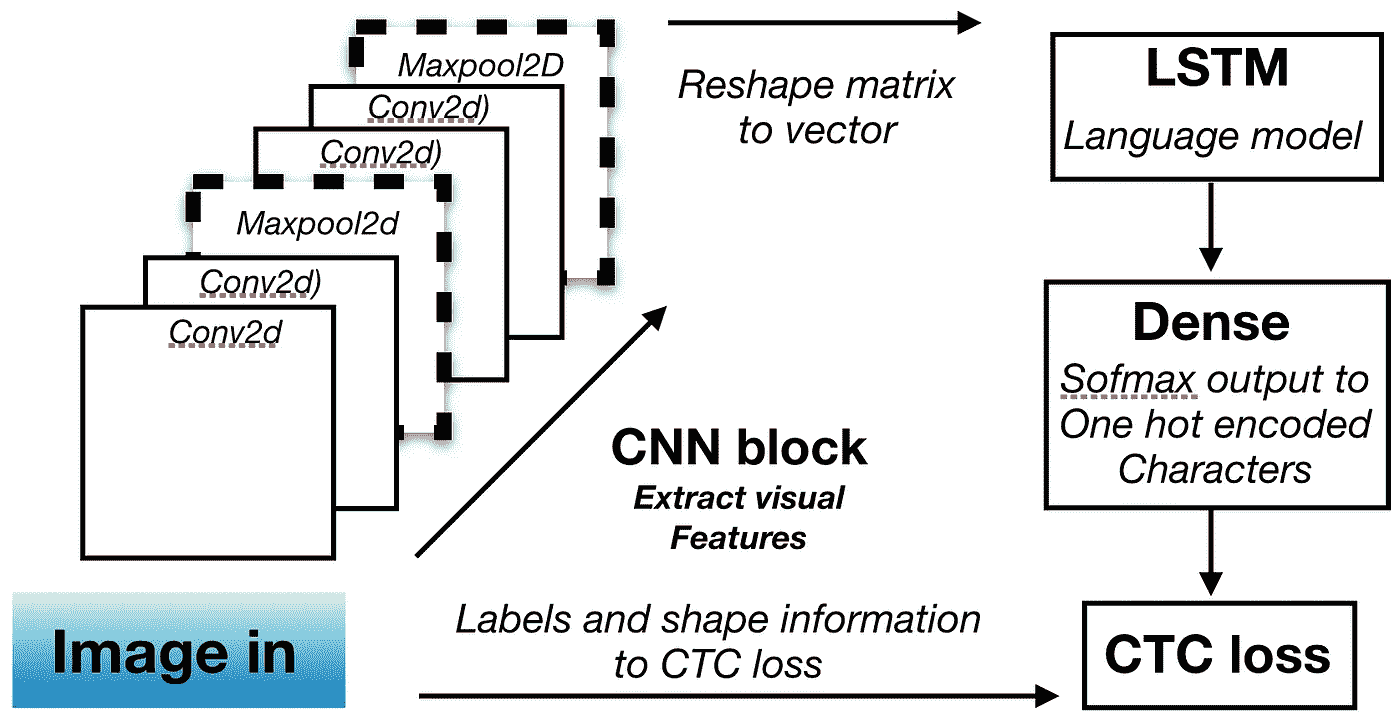 Maxpool2D
Conv2d)
Conv2d)
Maxpool2d
Conv2d)
Conv2d
Image in
CNN block
Extract visual
Features
Reshape matrix
to vector
LSTM
Language model
Dense
Sofmax output to
One hot encoded
Characters
Labels and shape information
to CTC loss
CTC loss